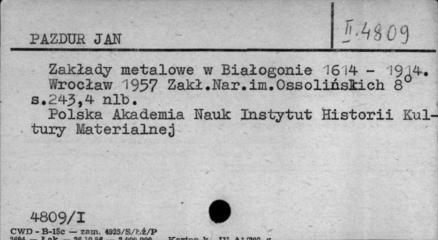 II.4809
PAZDUR JAN
Zakłady metalowe w Białogonie 1614 - 1914.
Wrocław 1957 Zakł.Nar.im.Ossolińskich 8°
s.243,4 nlb.
Polska Akademia Nauk Instytut Historii Kul-
tury Materialnej
4809/I
CWD - B-15c - zam. 4925/S/Łż/P